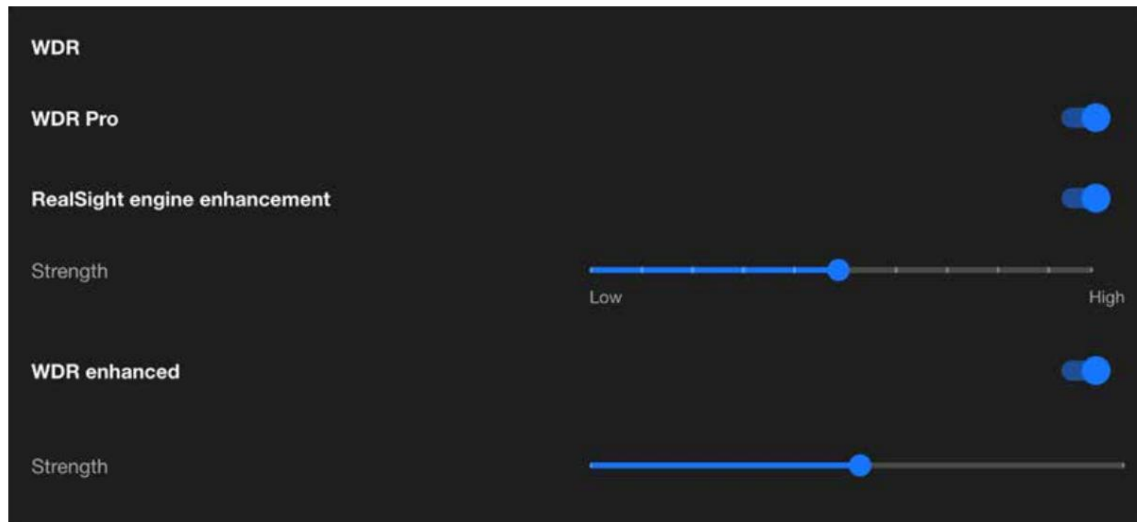 WDR
WDR Pro
RealSight engine enhancement
Strength
Low High
WDR enhanced
Strength